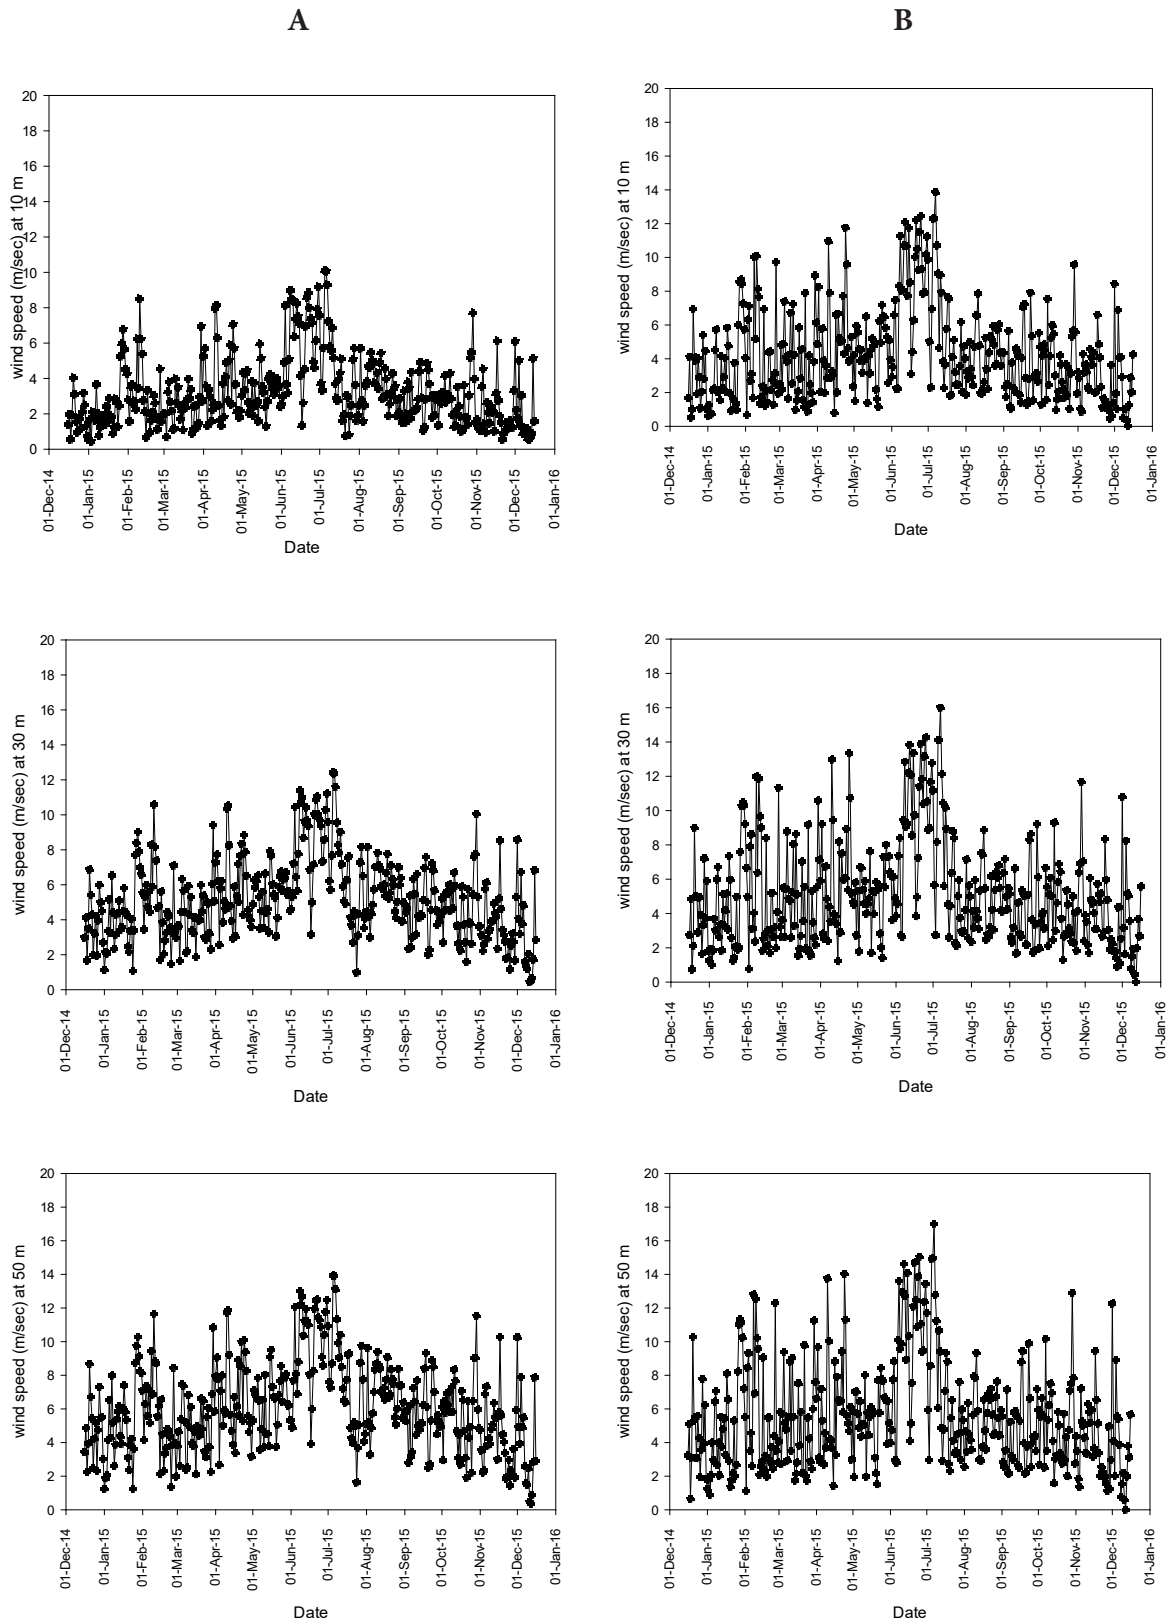 A
B
20
18
16
14
12
10
8
6
4
2
0
wind speed (m/sec) at 10 m
01-Dec-14
01-Jan-15
01-Feb-15
01-Mar-15
01-Apr-15
01-May-15
01-Jun-15
01-Jul-15
01-Aug-15
01-Sep-15
01-Oct-15
01-Nov-15
01-Dec-15
01-Jan-16
Date
20
18
16
14
12
10
8
6
4
2
0
wind speed (m/sec) at 10 m
01-Dec-14
01-Jan-15
01-Feb-15
01-Mar-15
01-Apr-15
01-May-15
01-Jun-15
01-Jul-15
01-Aug-15
01-Sep-15
01-Oct-15
01-Nov-15
01-Dec-15
01-Jan-16
Date
20
18
16
14
12
10
8
6
4
2
0
wind speed (m/sec) at 30 m
01-Dec-14
01-Jan-15
01-Feb-15
01-Mar-15
01-Apr-15
01-May-15
01-Jun-15
01-Jul-15
01-Aug-15
01-Sep-15
01-Oct-15
01-Nov-15
01-Dec-15
01-Jan-16
Date
20
18
16
14
12
10
8
6
4
2
0
wind speed (m/sec) at 30 m
01-Dec-14
01-Jan-15
01-Feb-15
01-Mar-15
01-Apr-15
01-May-15
01-Jun-15
01-Jul-15
01-Aug-15
01-Sep-15
01-Oct-15
01-Nov-15
01-Dec-15
01-Jan-16
Date
20
18
16
14
12
10
8
6
4
2
0
wind speed (m/sec) at 50 m
01-Dec-14
01-Jan-15
01-Feb-15
01-Mar-15
01-Apr-15
01-May-15
01-Jun-15
01-Jul-15
01-Aug-15
01-Sep-15
01-Oct-15
01-Nov-15
01-Dec-15
01-Jan-16
Date
20
18
16
14
12
10
8
6
4
2
0
wind speed (m/sec) at 50 m
01-Dec-14
01-Jan-15
01-Feb-15
01-Mar-15
01-Apr-15
01-May-15
01-Jun-15
01-Jul-15
01-Aug-15
01-Sep-15
01-Oct-15
01-Nov-15
01-Dec-15
01-Jan-16
Date